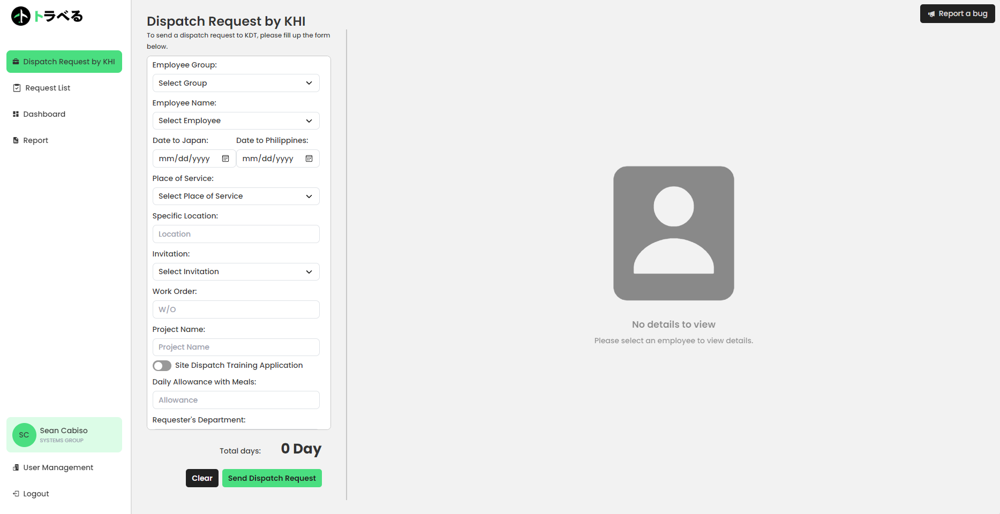 トラベる
Dispatch Request by KHI
Request List
Dashboard
Report
SC
Sean Cabiso
SYSTEMS GROUP
User Management
Logout
Dispatch Request by KHI
To send a dispatch request to KDT, please fill up the form
below.
Employee Group:
Select Group
Employee Name:
Select Employee
Date to Japan: Date to Philippines:
mm/dd/yyyy mm/dd/yyyy
Place of Service:
Select Place of Service
Specific Location:
Location
Invitation:
Select Invitation
Work Order:
W/O
Project Name:
Project Name
Site Dispatch Training Application
Daily Allowance with Meals:
Allowance
Requester's Department:
Total days: 0 Day
Clear Send Dispatch Request
Report a bug
No details to view
Please select an employee to view details.